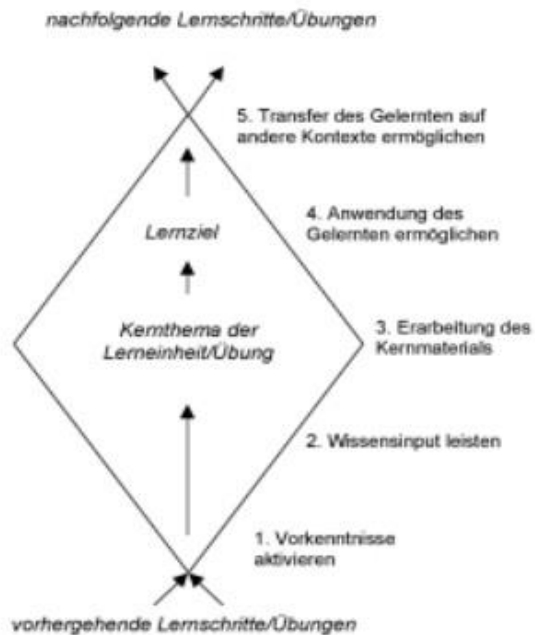 nachfolgende Lernschritte/Übungen
5. Transfer des Gelernten auf
andere Kontexte ermöglichen
4. Anwendung des
Gelernten ermöglichen
Lernziel
3. Erarbeitung des
Kernmaterials
Kernthema der
Lerneinheit/Übung
2. Wissensinput leisten
1. Vorkenntnisse
aktivieren
vorhergehende Lernschritte/Übungen